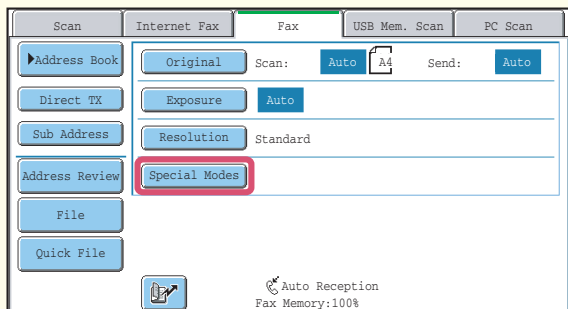 Scan Internet Fax Fax USB Mem. Scan PC Scan
Address Book Original Scan: Auto A4 Send: Auto
Direct TX Exposure Auto
Sub Address Resolution Standard
Address Review Special Modes
File
Quick File
Auto Reception
Fax Memory:100%